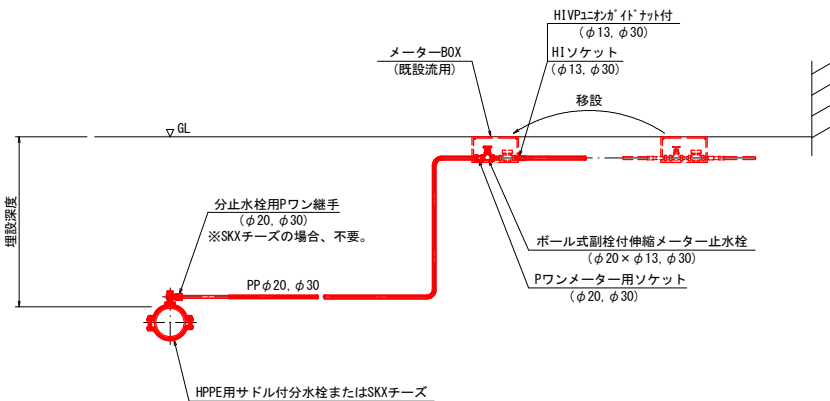 HIVPユニオンガイドナット付
(φ13, φ30)
メーターBOX
(既設流用)
HIソケット
(φ13, φ30)
移設
GL
埋設深度
分止水栓用Pワン継手
(φ20, φ30)
※SKXチーズの場合、不要。
ボール式副栓付伸縮メーター止水栓
(φ20×φ13, φ30)
Pワンメーター用ソケット
(φ20, φ30)
PPφ20, φ30
HPPE用サドル付分水栓またはSKXチーズ